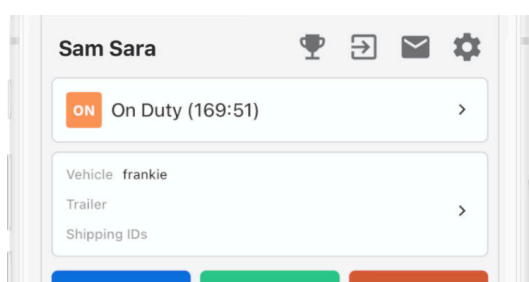 Sam Sara
ON On Duty (169:51)
Vehicle frankie
Trailer
Shipping IDs